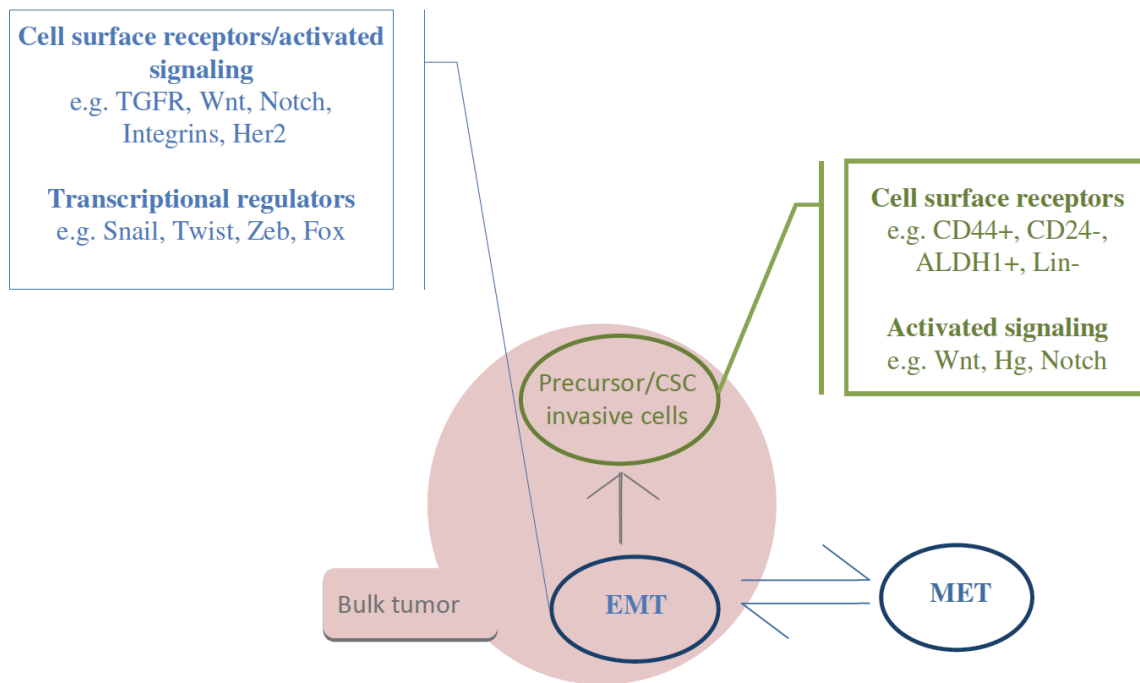 Cell surface receptors/activated
signaling
e.g. TGFR, Wnt, Notch,
Integrins, Her2
Transcriptional regulators
e.g. Snail, Twist, Zeb, Fox
Cell surface receptors
e.g. CD44+, CD24-,
ALDH1+, Lin-
Activated signaling
e.g. Wnt, Hg, Notch
Precursor/CSC
invasive cells
Bulk tumor
EMT
MET